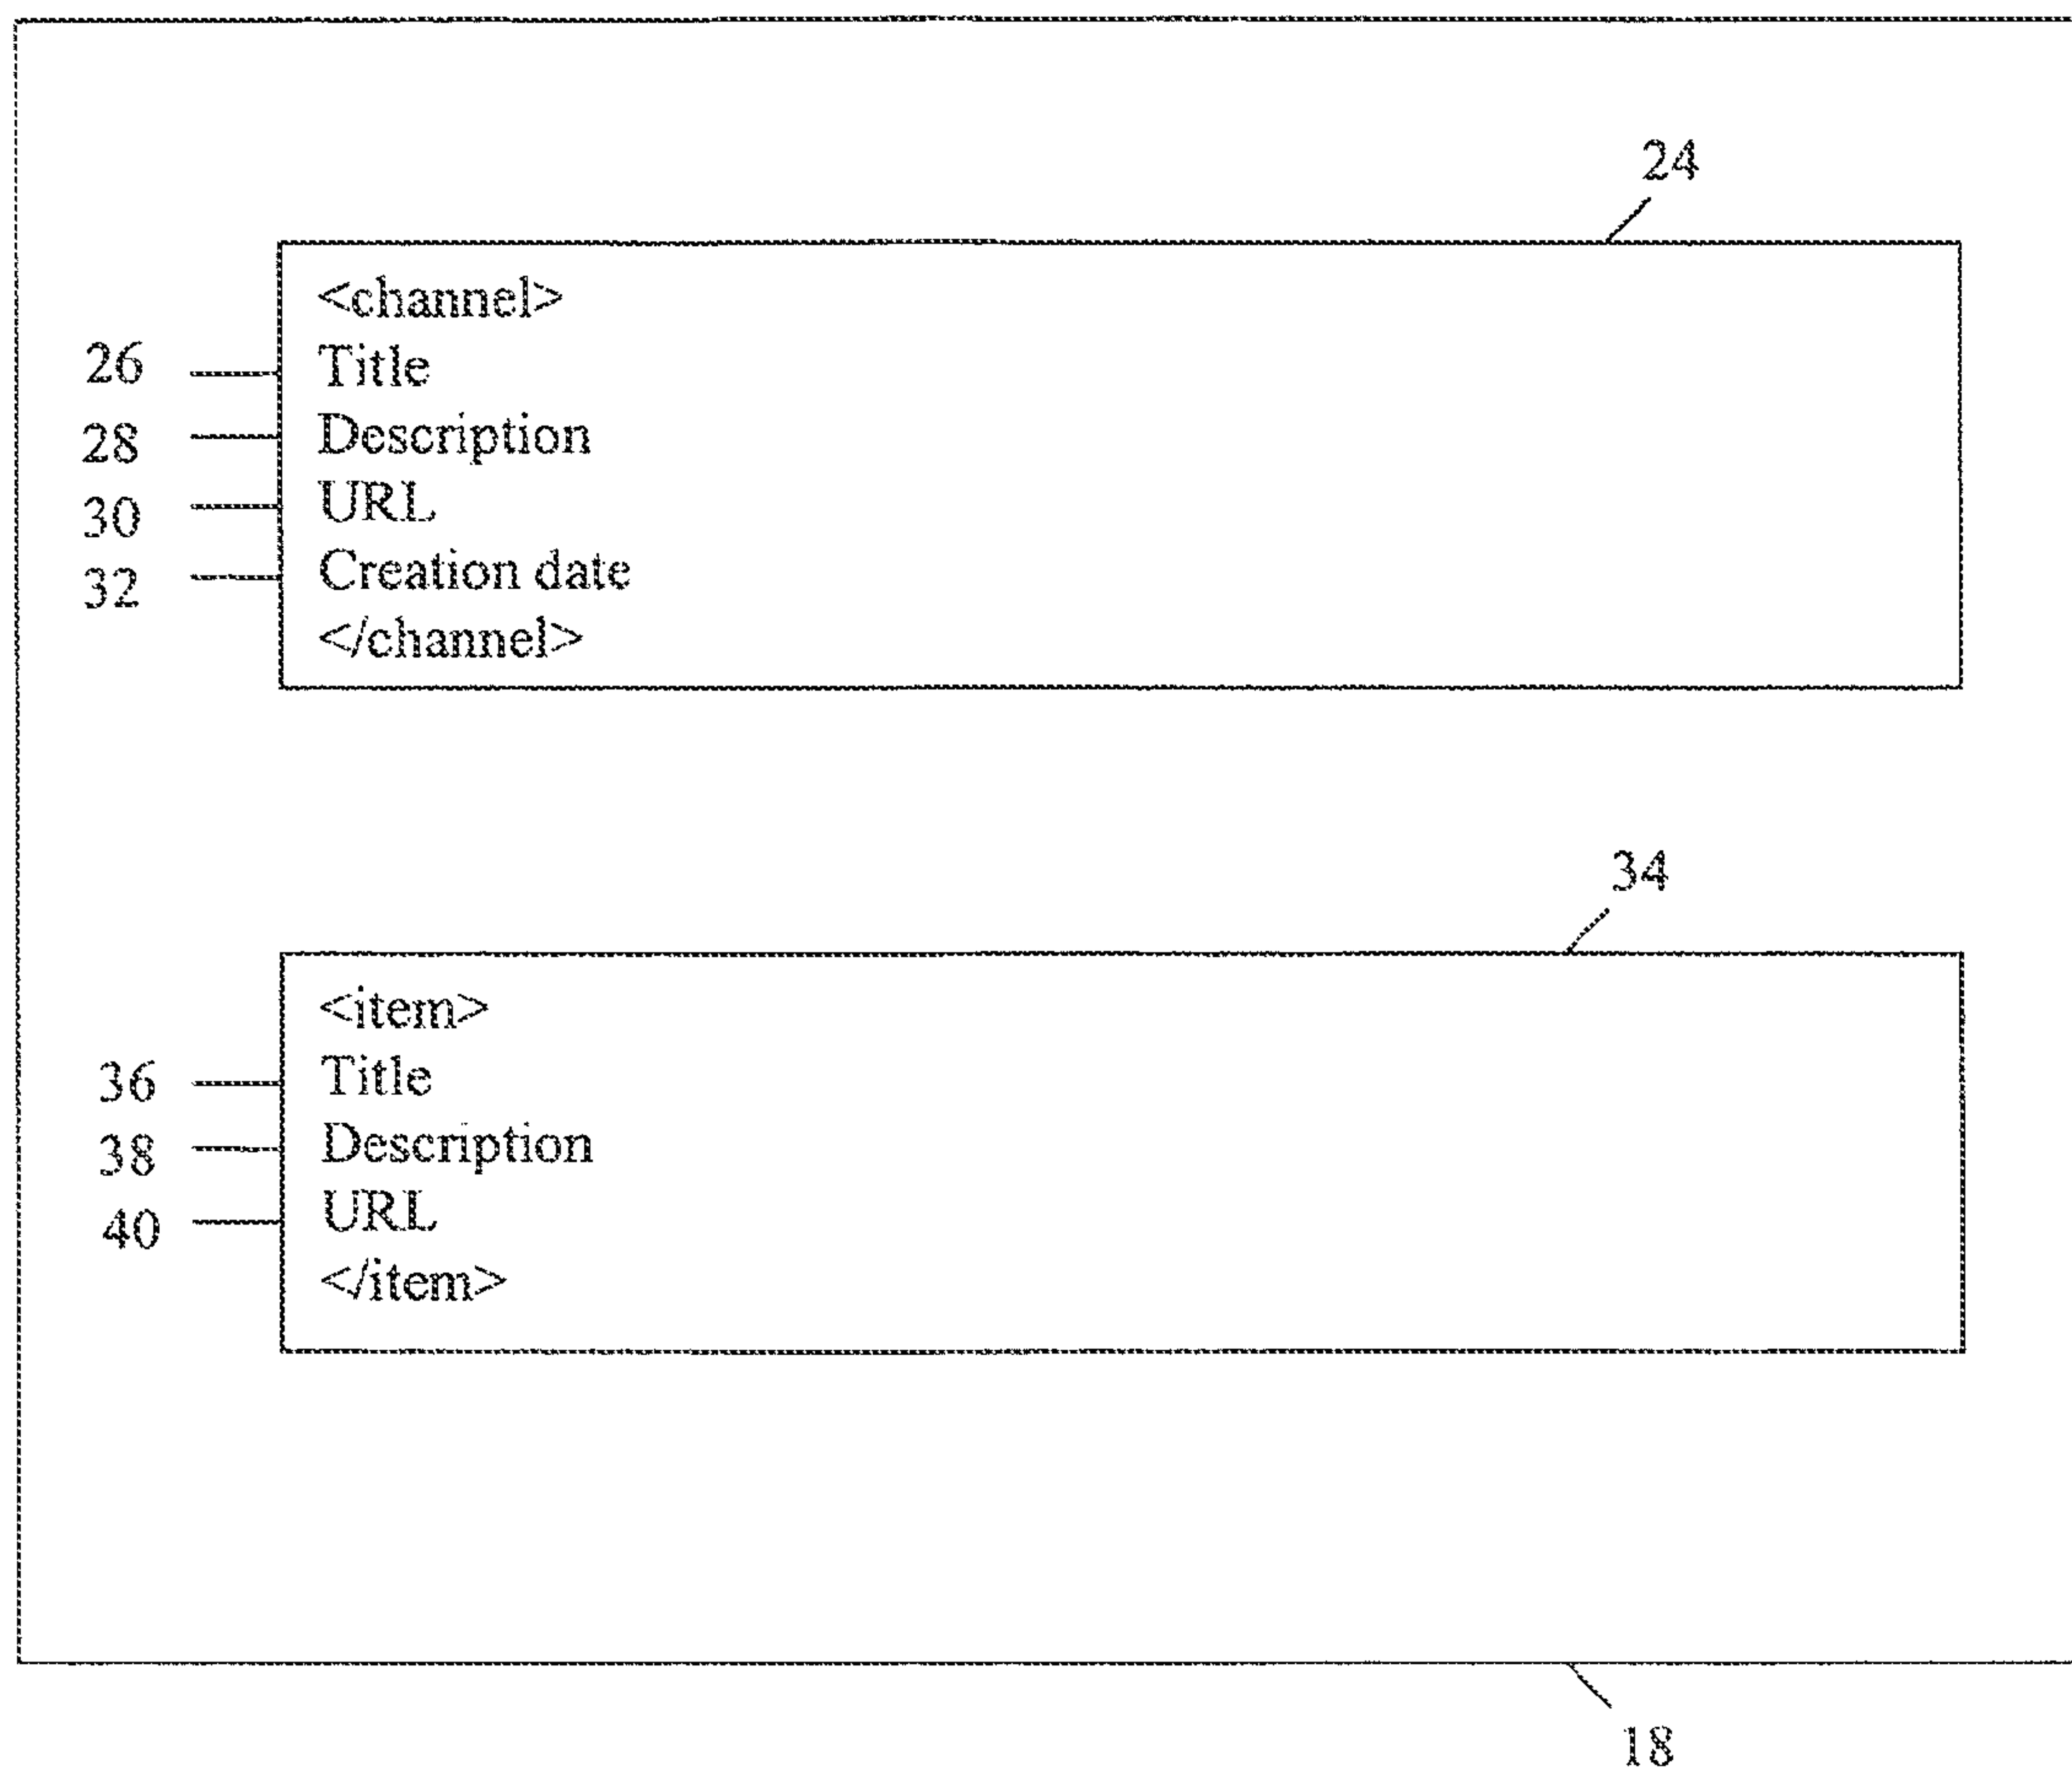 24
<channel>
26 Title
28 Description
30 URL
32 Creation date
</channel>
34
<item>
36 Title
38 Description
40 URL
</item>
18